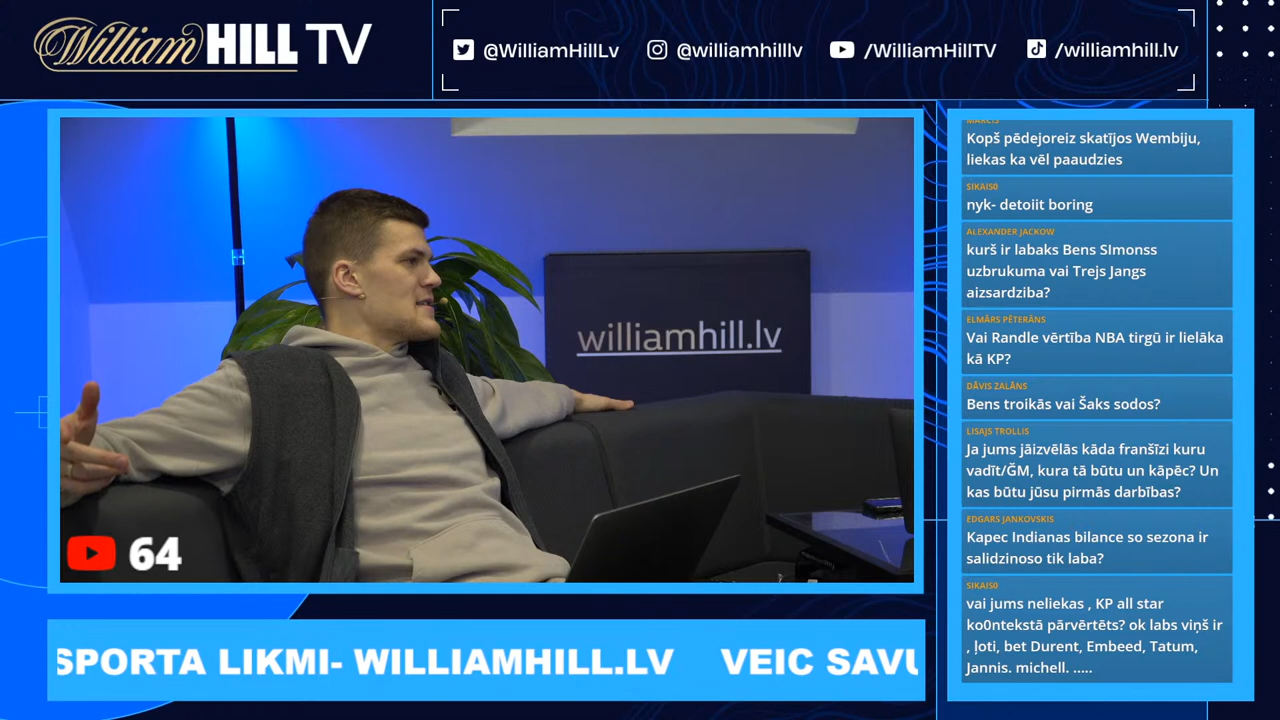 William HILL TV
@WilliamHillLv
@williamhilllv
/WilliamHillTV
/williamhill.lv
williamhill.lv
64
SPORTA LIKMI- WILLIAMHILL.LV VEIC SAVU
Kopš pēdejoreiz skatījos Wembiju,
liekas ka vēl paaudzies
SIKAIS0
nyk- detoiit boring
ALEXANDER JACKOW
kurš ir labaks Bens SImonss
uzbrukuma vai Trejs Jangs
aizsardziba?
ELMĀRS PĒTERĀNS
Vai Randle vērtība NBA tirgū ir lielāka
kā KP?
DĀVIS ZALĀNS
Bens troikās vai Šaks sodos?
LISAJS TROLLIS
Ja jums jāizvēlās kāda franšīzi kuru
vadīt/ĞM, kura tā būtu un kāpēc? Un
kas būtu jūsu pirmās darbības?
EDGARS JANKOVSKIS
Kapec Indianas bilance so sezona ir
salidzinoso tik laba?
SIKAIS0
vai jums neliekas , KP all star
ko0ntekstā pārvērtēts? ok labs viņš ir
, ļoti, bet Durent, Embeed, Tatum,
Jannis. michell. .....